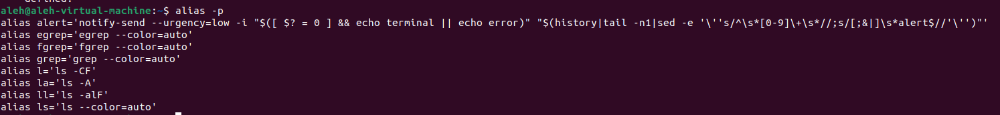 defined.
aleh@aleh-virtual-machine:~$ alias -p
alias alert='notify-send --urgency=low -i "$([ $? = 0 ] && echo terminal || echo error)" "$(history|tail -n1|sed -e '\''s/^\s*[0-9]\+\s*//;s/[;&|]\s*alert$//'\'')"'
alias egrep='egrep --color=auto'
alias fgrep='fgrep --color=auto'
alias grep='grep --color=auto'
alias l='ls -CF'
alias la='ls -A'
alias ll='ls -alF'
alias ls='ls --color=auto'